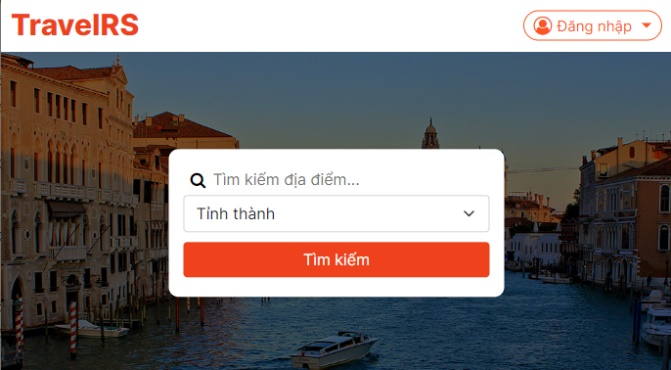 TravelRS
Đăng nhập
Tìm kiếm địa điểm...
Tỉnh thành
Tìm kiếm